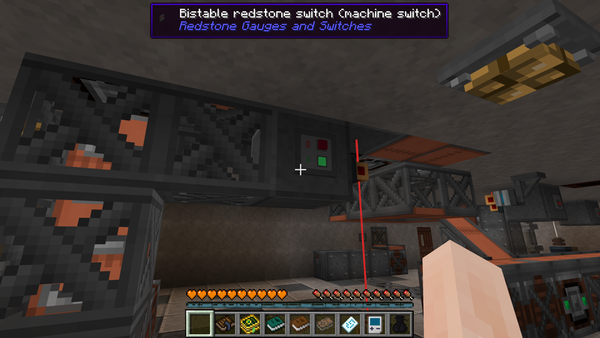 Bistable redstone switch (machine switch)
Redstone Gauges and Switches